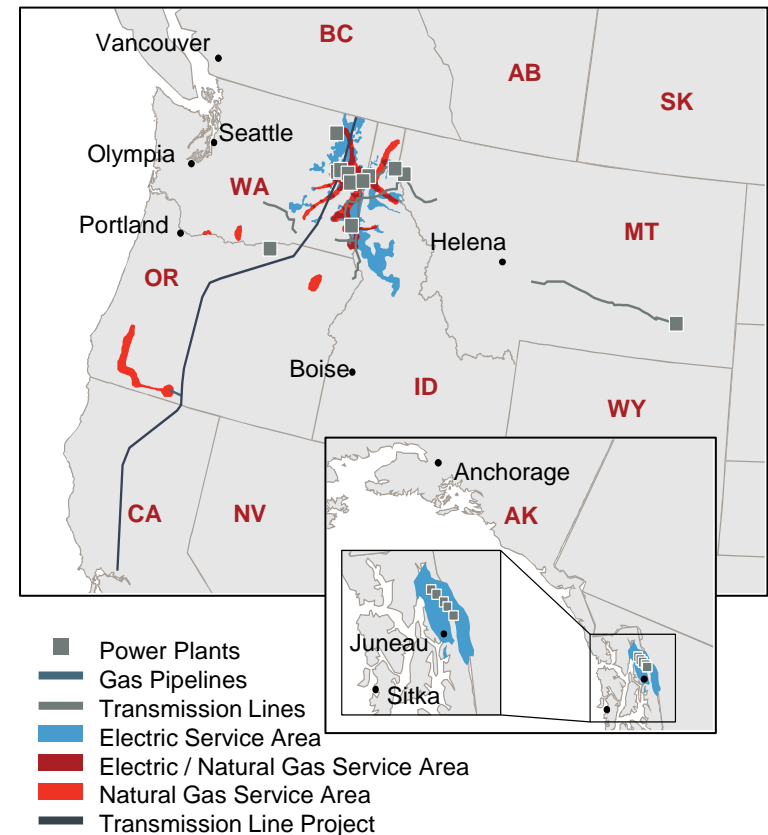 BC
Vancouver
AB
SK
Seattle
Olympia
WA
Portland
Helena
MT
OR
Boise
ID
WY
Anchorage
CA
NV
AK
Juneau
Sitka
Power Plants
Gas Pipelines
Transmission Lines
Electric Service Area
Electric / Natural Gas Service Area
Natural Gas Service Area
Transmission Line Project